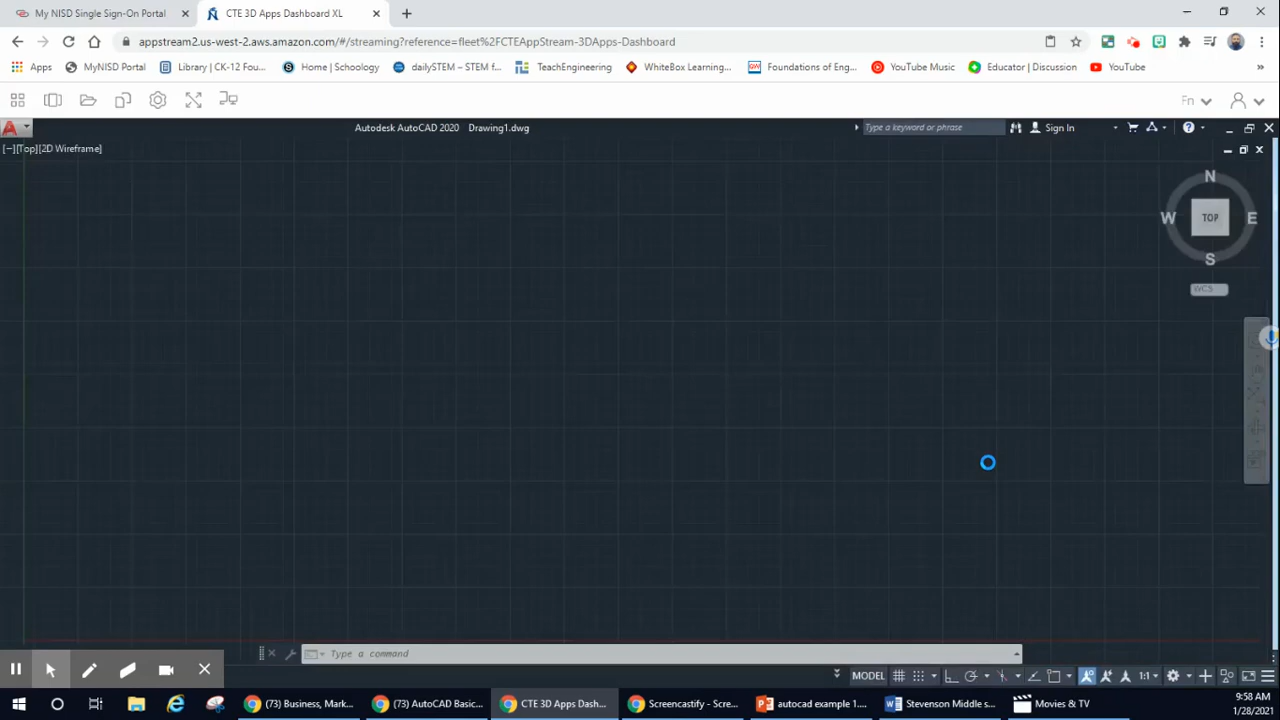 My NISD Single Sign-On Portal
CTE 3D Apps Dashboard XL
appstream2.us-west-2.aws.amazon.com/#/streaming?reference=fleet%2FCTEAppStream-3DApps-Dashboard
Apps
MyNISD Portal
Library | CK-12 Fou...
Home | Schoology
dailySTEM – STEM f...
TeachEngineering
WhiteBox Learning...
Foundations of Eng...
YouTube Music
Educator | Discussion
YouTube
»
Fn
Autodesk AutoCAD 2020 Drawing1.dwg
Type a keyword or phrase
Sign In
[−][Top][2D Wireframe]
N
W
TOP
E
S
WCS
Type a command
MODEL
1:1
(73) Business, Mark...
(73) AutoCAD Basic...
CTE 3D Apps Dash...
Screencastify - Scre...
autocad example 1....
Stevenson Middle s...
Movies & TV
9:58 AM
1/28/2021